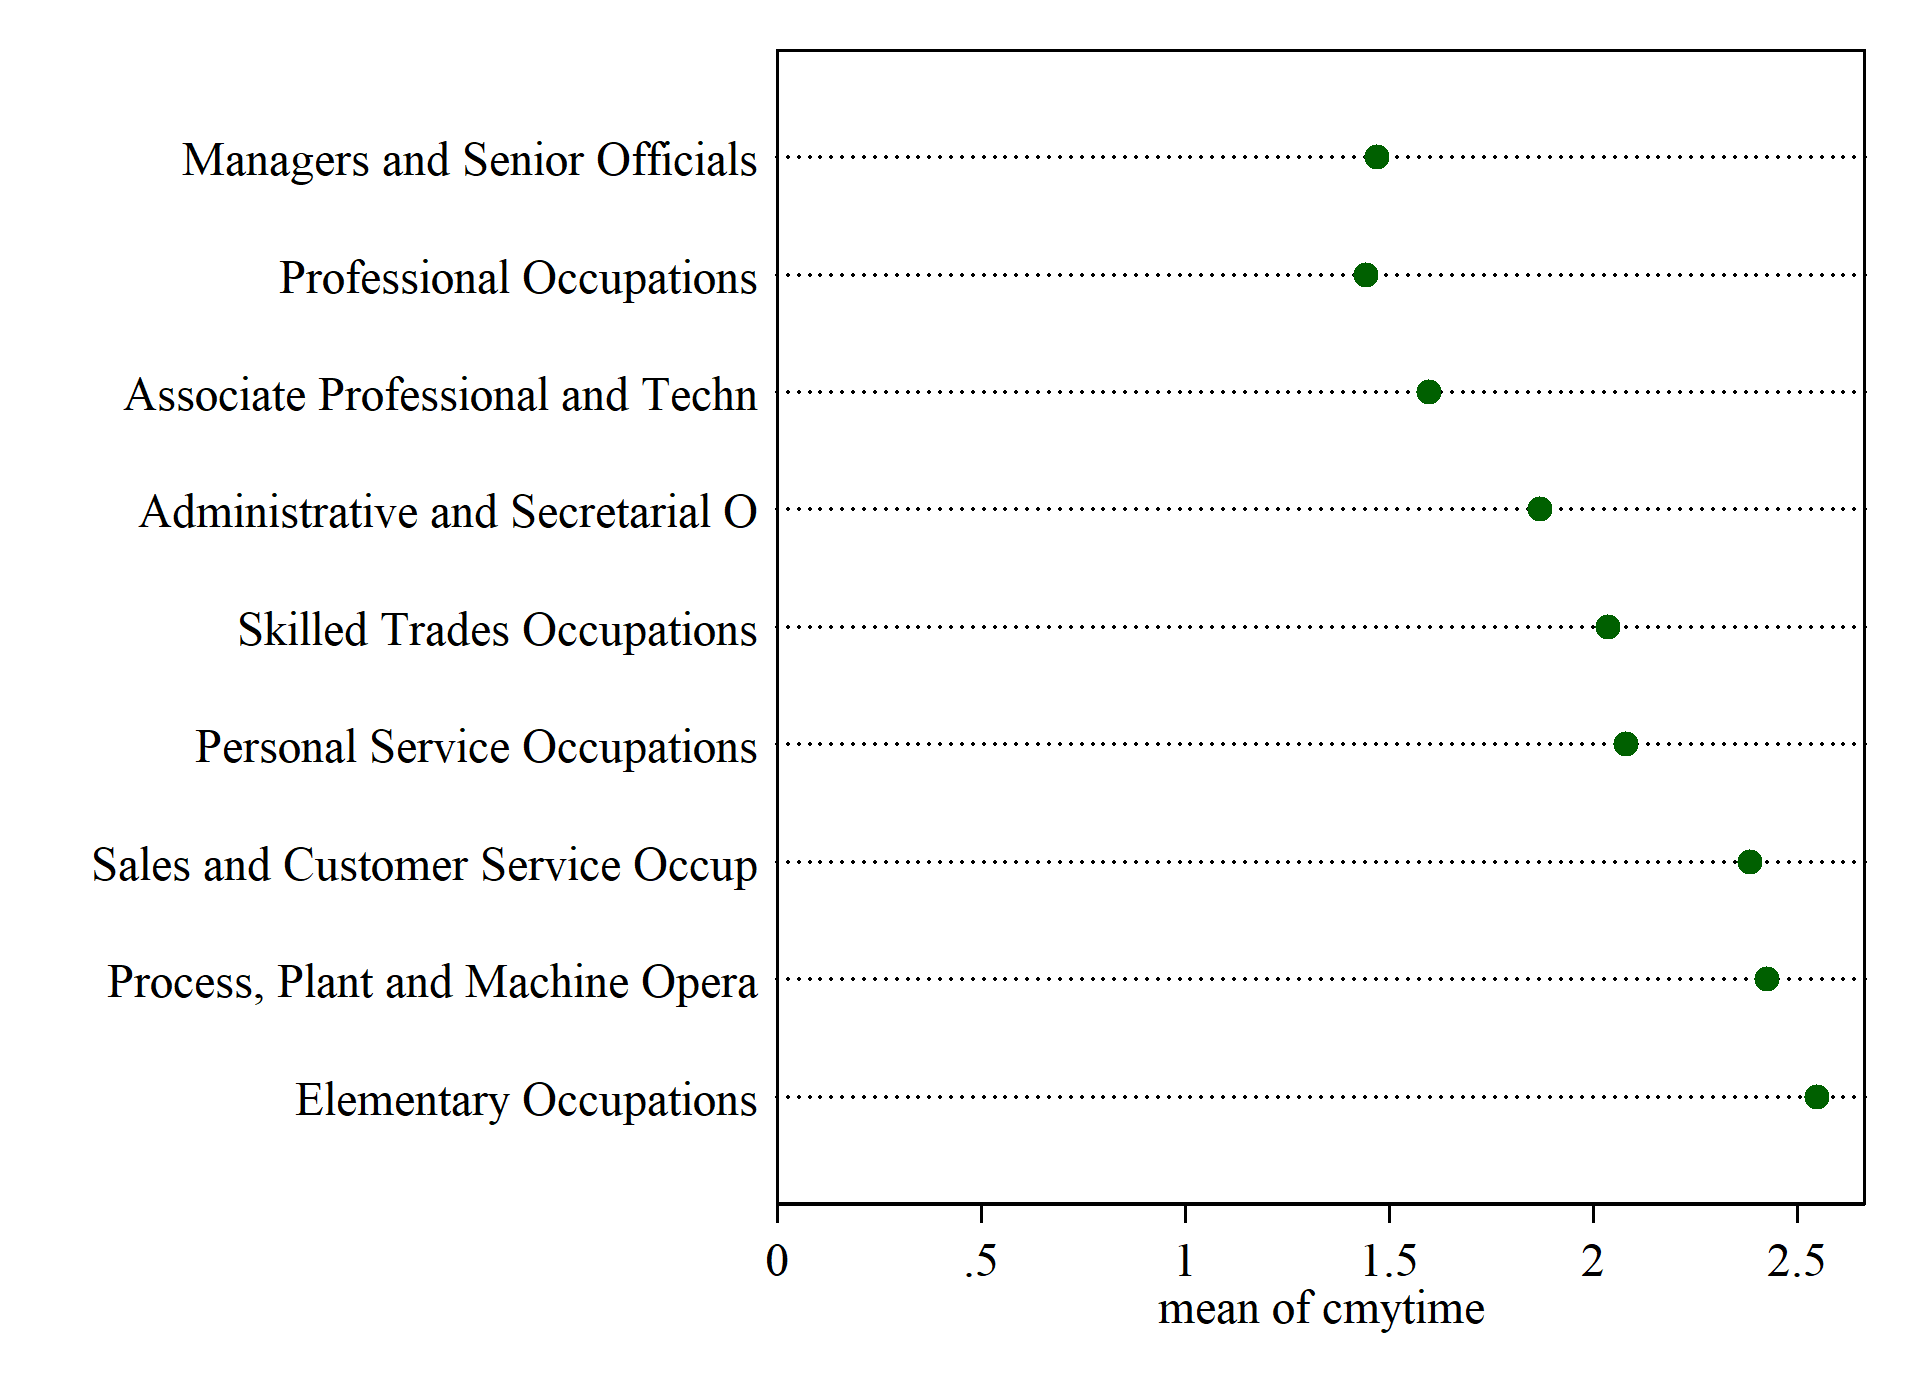 Managers and Senior Officials
Professional Occupations
Associate Professional and Techn
Administrative and Secretarial O
Skilled Trades Occupations
Personal Service Occupations
Sales and Customer Service Occup
Process, Plant and Machine Opera
Elementary Occupations
0 .5 1 1.5 2 2.5
mean of cmytime